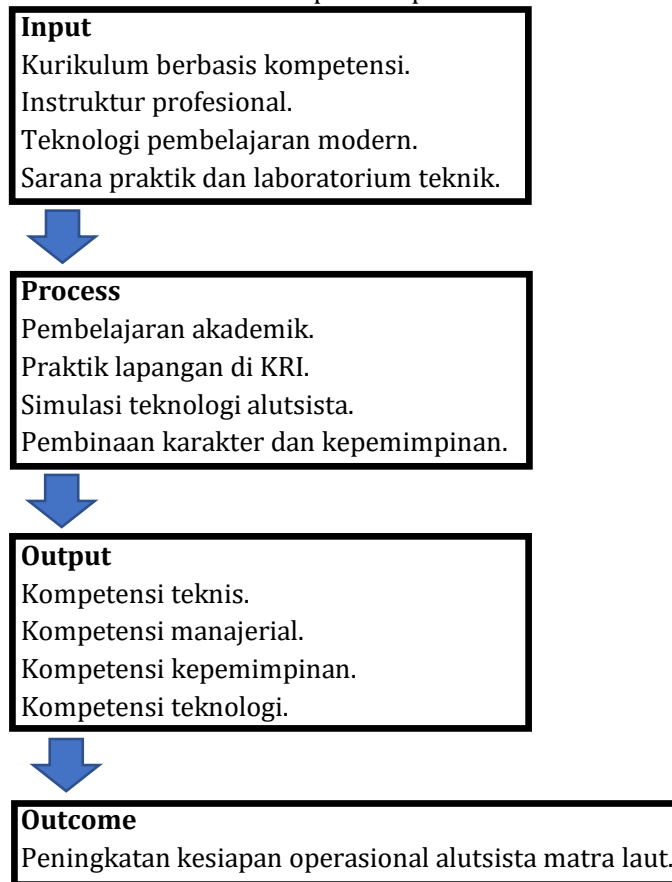 Input
Kurikulum berbasis kompetensi.
Instruktur profesional.
Teknologi pembelajaran modern.
Sarana praktik dan laboratorium teknik.
Process
Pembelajaran akademik.
Praktik lapangan di KRI.
Simulasi teknologi alutsista.
Pembinaan karakter dan kepemimpinan.
Output
Kompetensi teknis.
Kompetensi manajerial.
Kompetensi kepemimpinan.
Kompetensi teknologi.
Outcome
Peningkatan kesiapan operasional alutsista matra laut.